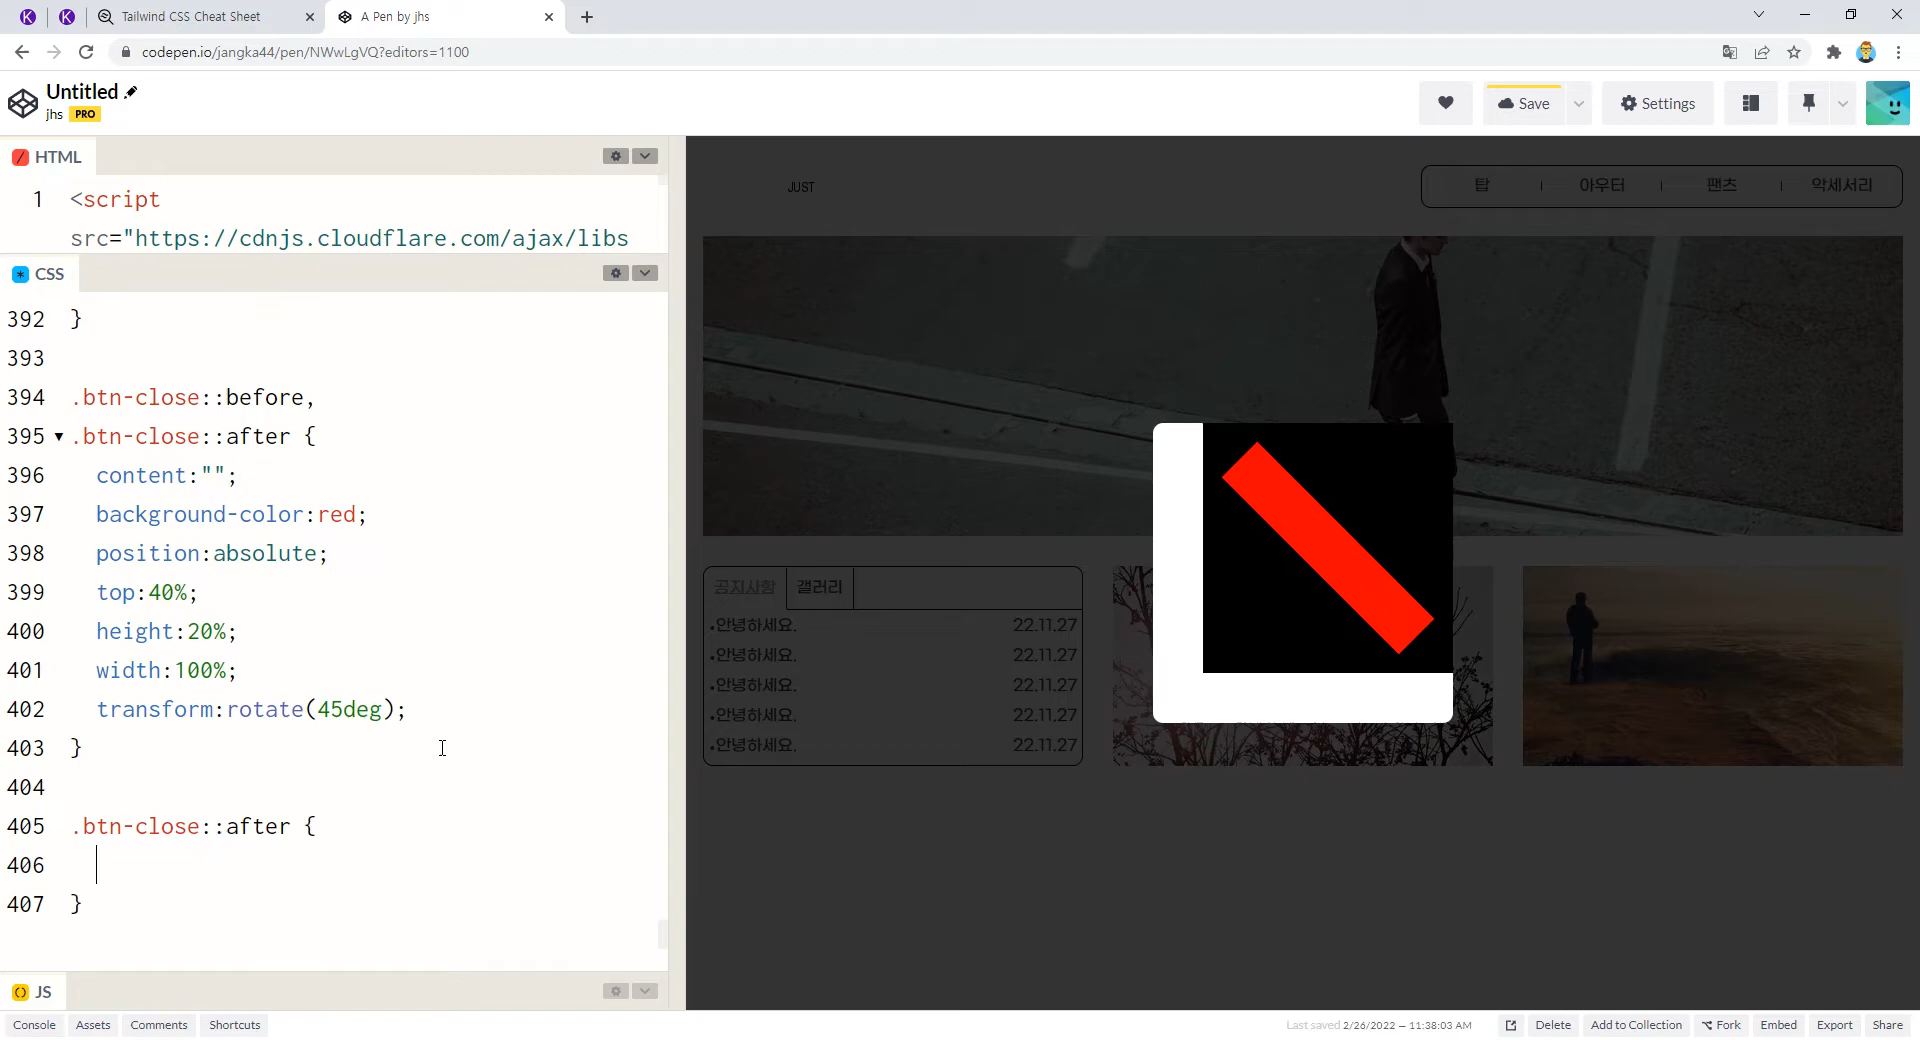 Tailwind CSS Cheat Sheet
A Pen by jhs
codepen.io/jangka44/pen/NWwLgVQ?editors=1100
Untitled
jhs PRO
Save
Settings
HTML
1 <script
src="https://cdnjs.cloudflare.com/ajax/libs
CSS
392 }
393
394 .btn-close::before,
395 .btn-close::after {
396 content:"";
397 background-color:red;
398 position:absolute;
399 top:40%;
400 height:20%;
401 width:100%;
402 transform:rotate(45deg);
403 }
404
405 .btn-close::after {
406
407 }
JS
JUST
탑 아우터 팬츠 악세서리
공지사항 갤러리
안녕하세요. 22.11.27
안녕하세요. 22.11.27
안녕하세요. 22.11.27
안녕하세요. 22.11.27
안녕하세요. 22.11.27
Console Assets Comments Shortcuts
Last saved 2/26/2022 — 11:38:03 AM
Delete Add to Collection Fork Embed Export Share